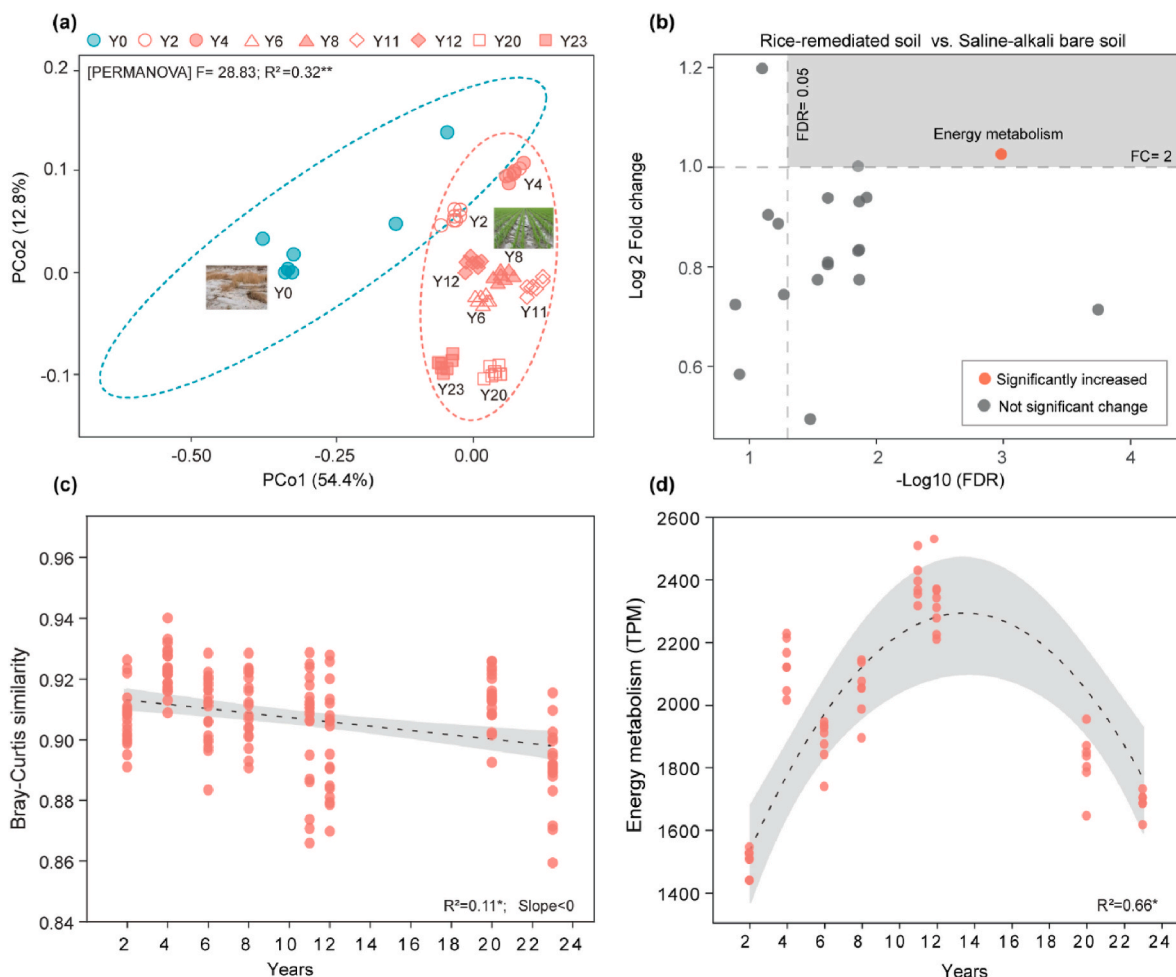 (a)
Y0 Y2 Y4 Y6 Y8 Y11 Y12 Y20 Y23
[PERMANOVA] F= 28.83; R²=0.32**
0.2
0.1
0.0
-0.1
PCo2 (12.8%)
Y4
Y2
Y8
Y12
Y0
Y6
Y11
Y23
Y20
-0.50 -0.25 0.00
PCo1 (54.4%)
(b)
Rice-remediated soil vs. Saline-alkali bare soil
1.2
1.0
0.8
0.6
Log 2 Fold change
FDR= 0.05
Energy metabolism
FC= 2
Significantly increased
Not significant change
1 2 3 4
-Log10 (FDR)
(c)
0.96
0.94
0.92
0.90
0.88
0.86
0.84
Bray-Curtis similarity
R²=0.11*; Slope<0
2 4 6 8 10 12 14 16 18 20 22 24
Years
(d)
2600
2400
2200
2000
1800
1600
1400
Energy metabolism (TPM)
R²=0.66*
2 4 6 8 10 12 14 16 18 20 22 24
Years